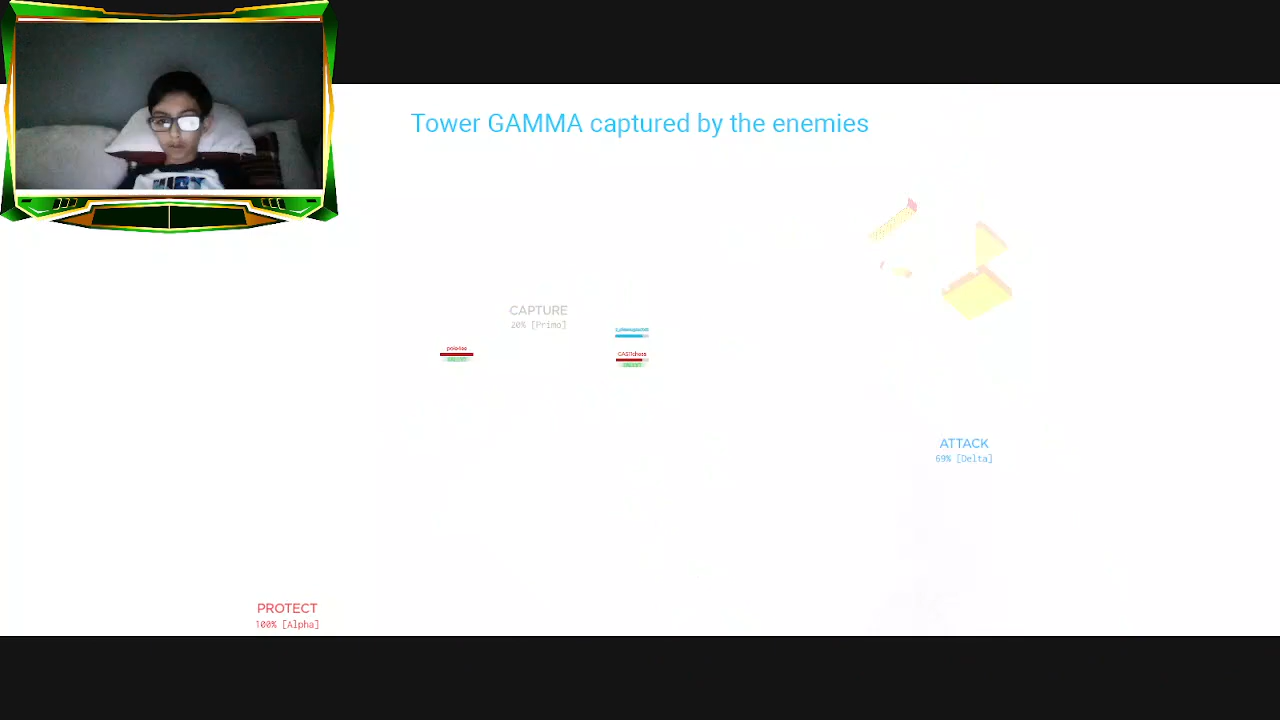 Tower GAMMA captured by the enemies
CAPTURE
20% [Primo]
ATTACK
69% [Delta]
PROTECT
100% [Alpha]